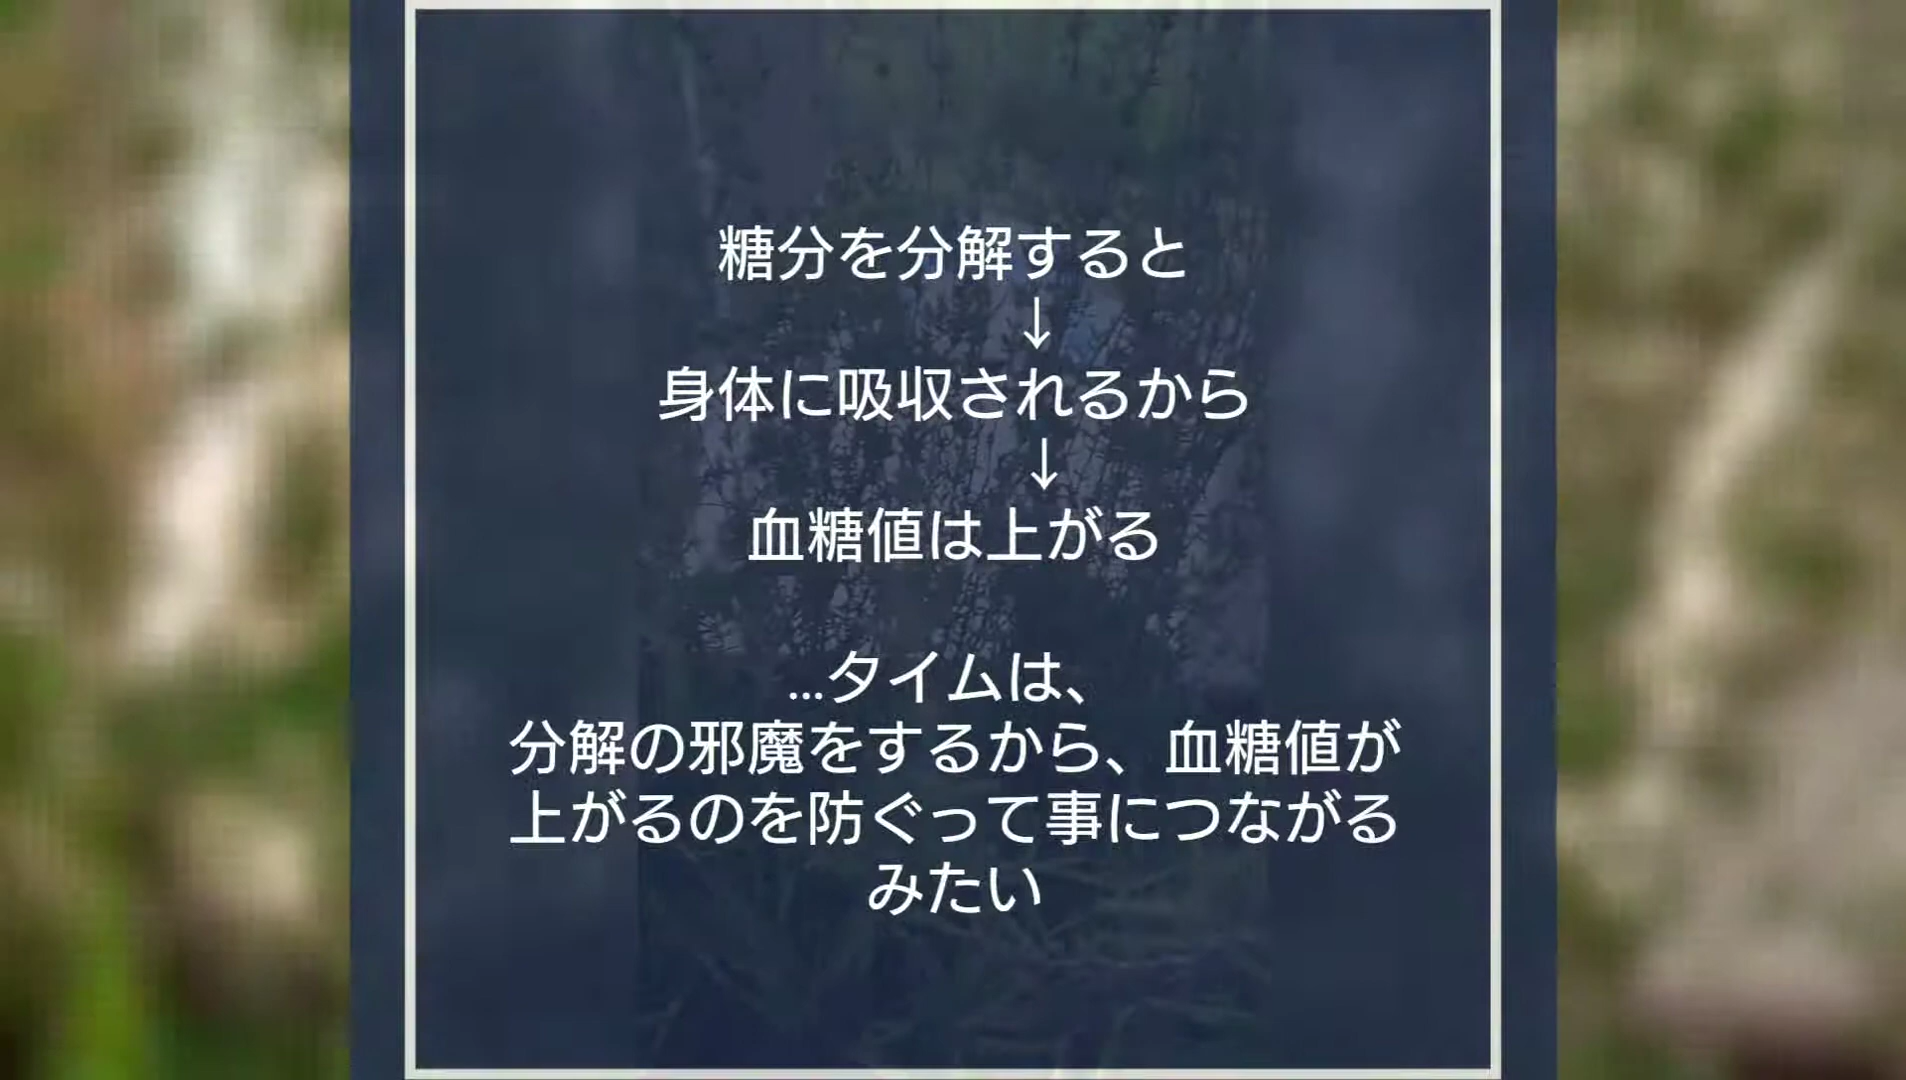 糖分を分解すると
↓
身体に吸収されるから
↓
血糖値は上がる
...タイムは、
分解の邪魔をするから、血糖値が
上がるのを防ぐって事につながる
みたい